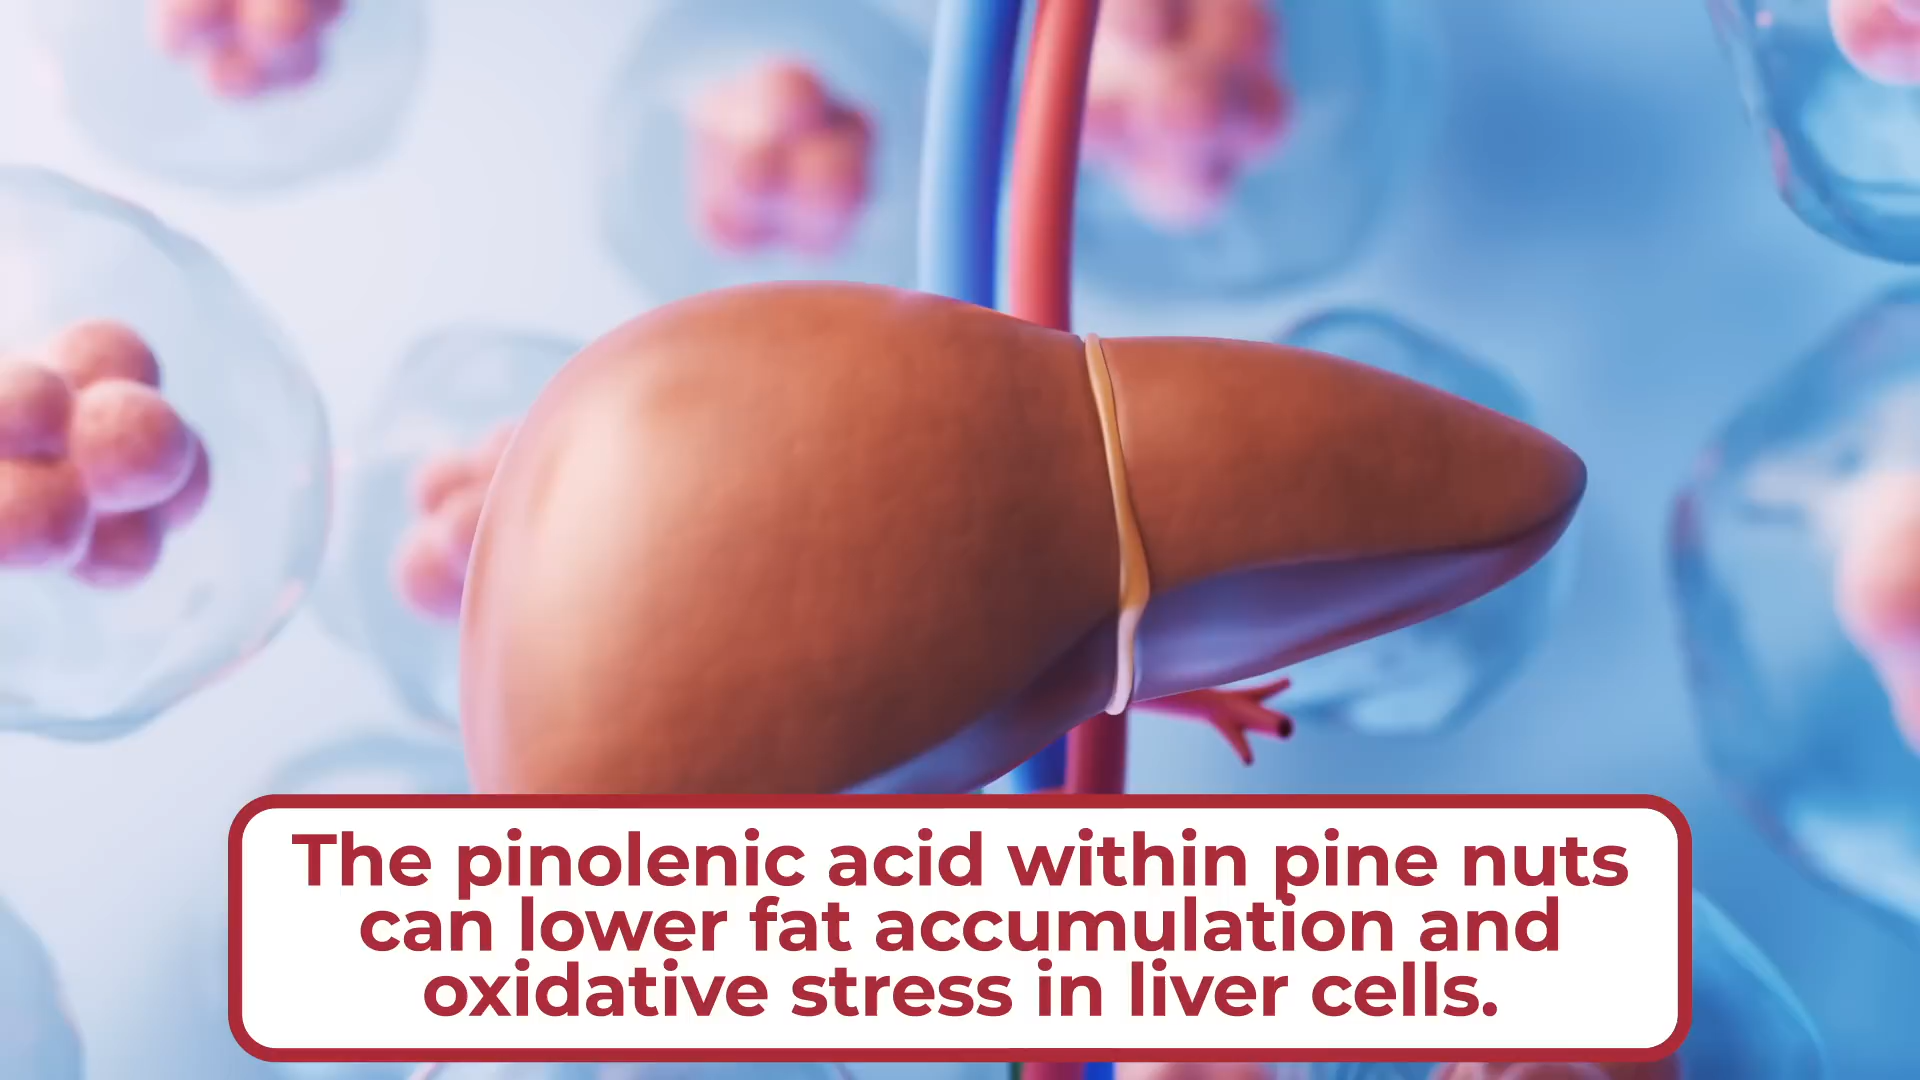 The pinolenic acid within pine nuts
can lower fat accumulation and
oxidative stress in liver cells.